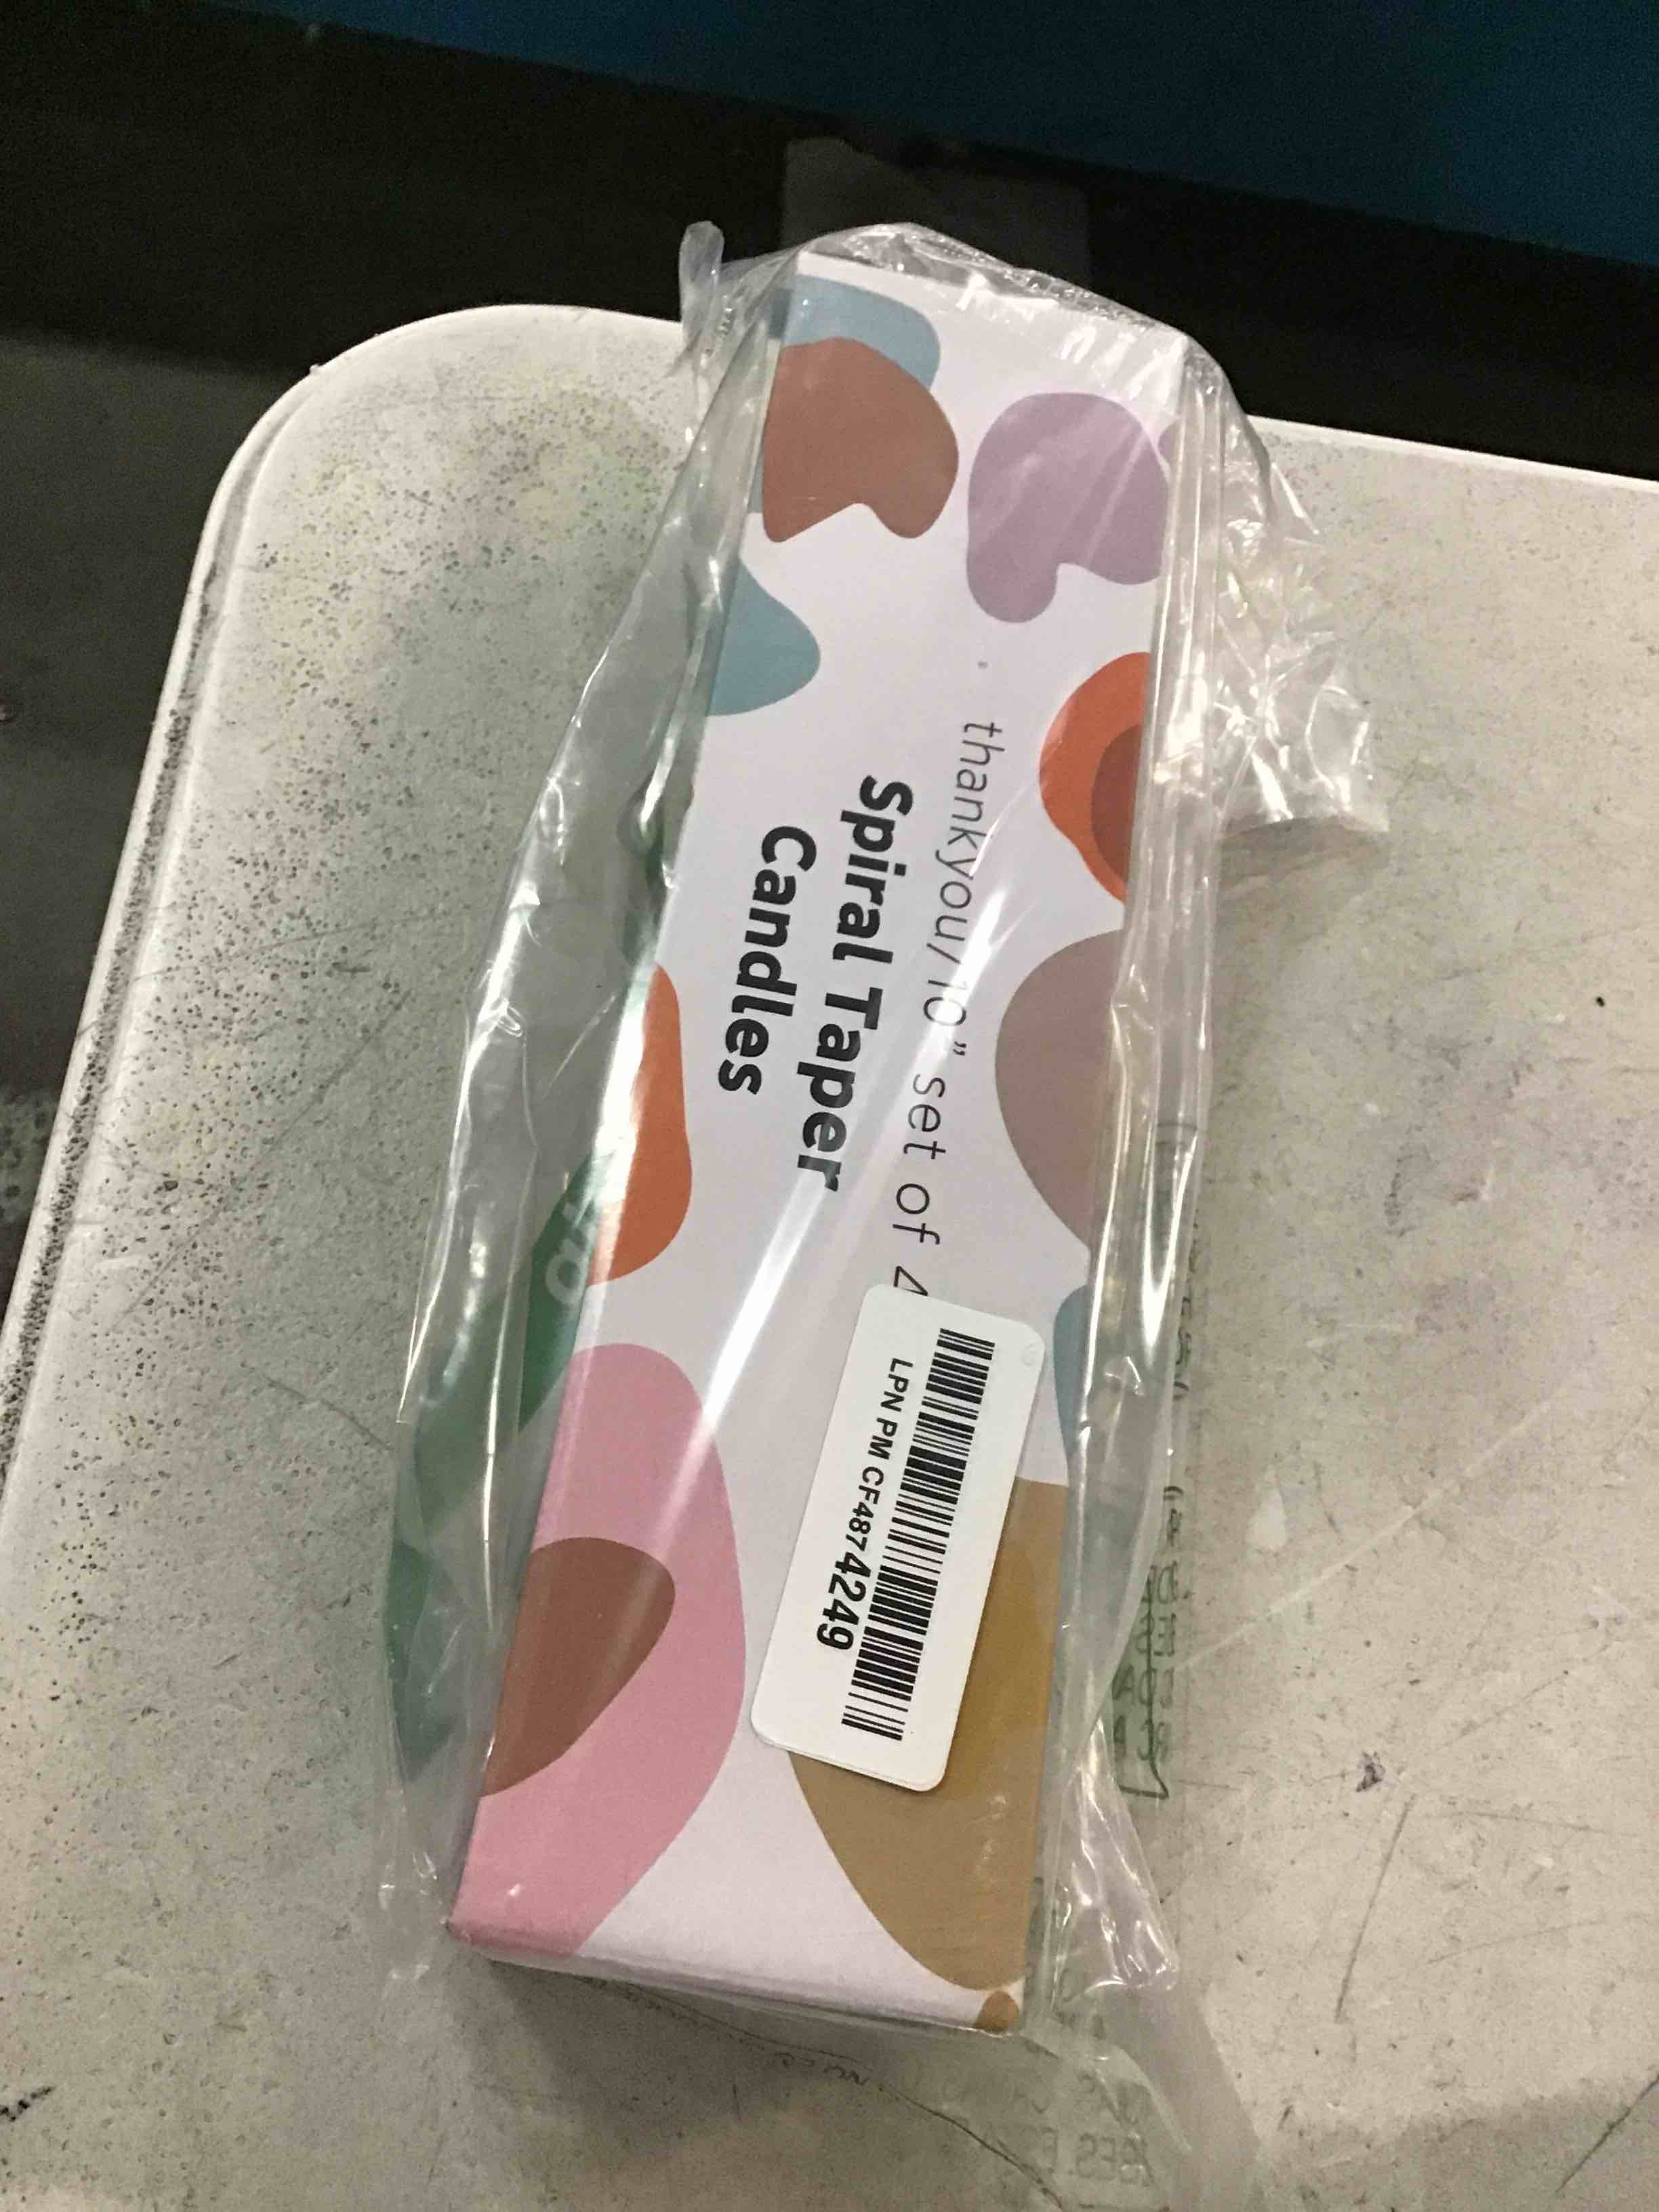 thankyou/10" set of 4
Spiral Taper
Candles
LPN PM CF4874249